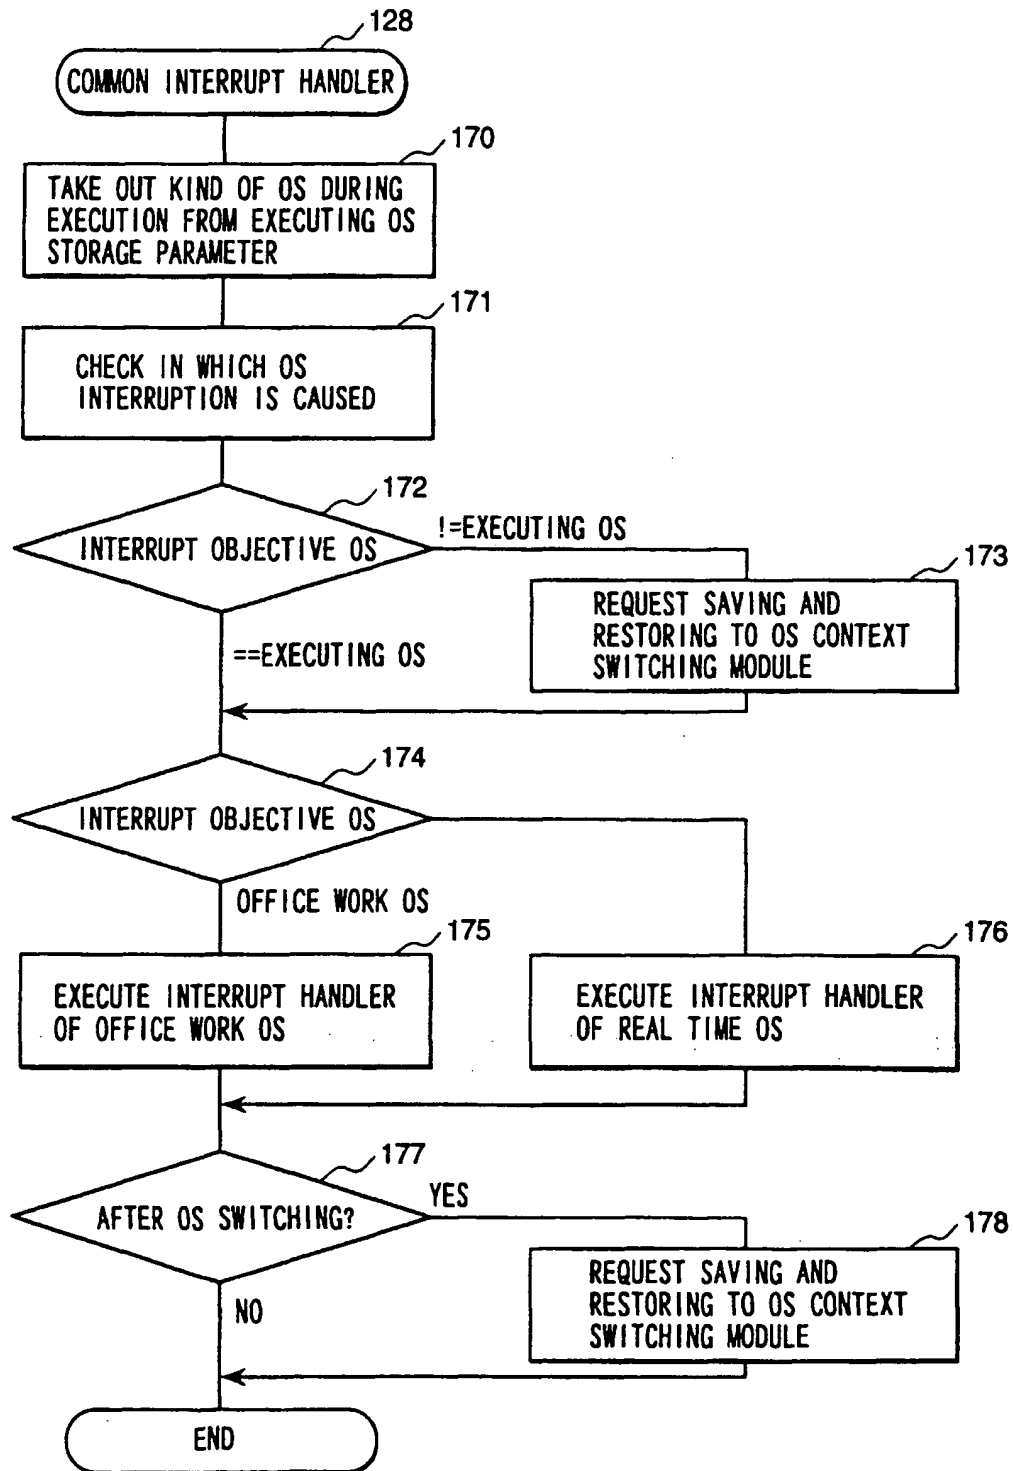 128
COMMON INTERRUPT HANDLER
170
TAKE OUT KIND OF OS DURING
EXECUTION FROM EXECUTING OS
STORAGE PARAMETER
171
CHECK IN WHICH OS
INTERRUPTION IS CAUSED
172
INTERRUPT OBJECTIVE OS
!=EXECUTING OS
173
REQUEST SAVING AND
RESTORING TO OS CONTEXT
SWITCHING MODULE
==EXECUTING OS
174
INTERRUPT OBJECTIVE OS
OFFICE WORK OS
175
EXECUTE INTERRUPT HANDLER
OF OFFICE WORK OS
176
EXECUTE INTERRUPT HANDLER
OF REAL TIME OS
177
AFTER OS SWITCHING?
YES
178
REQUEST SAVING AND
RESTORING TO OS CONTEXT
SWITCHING MODULE
NO
END